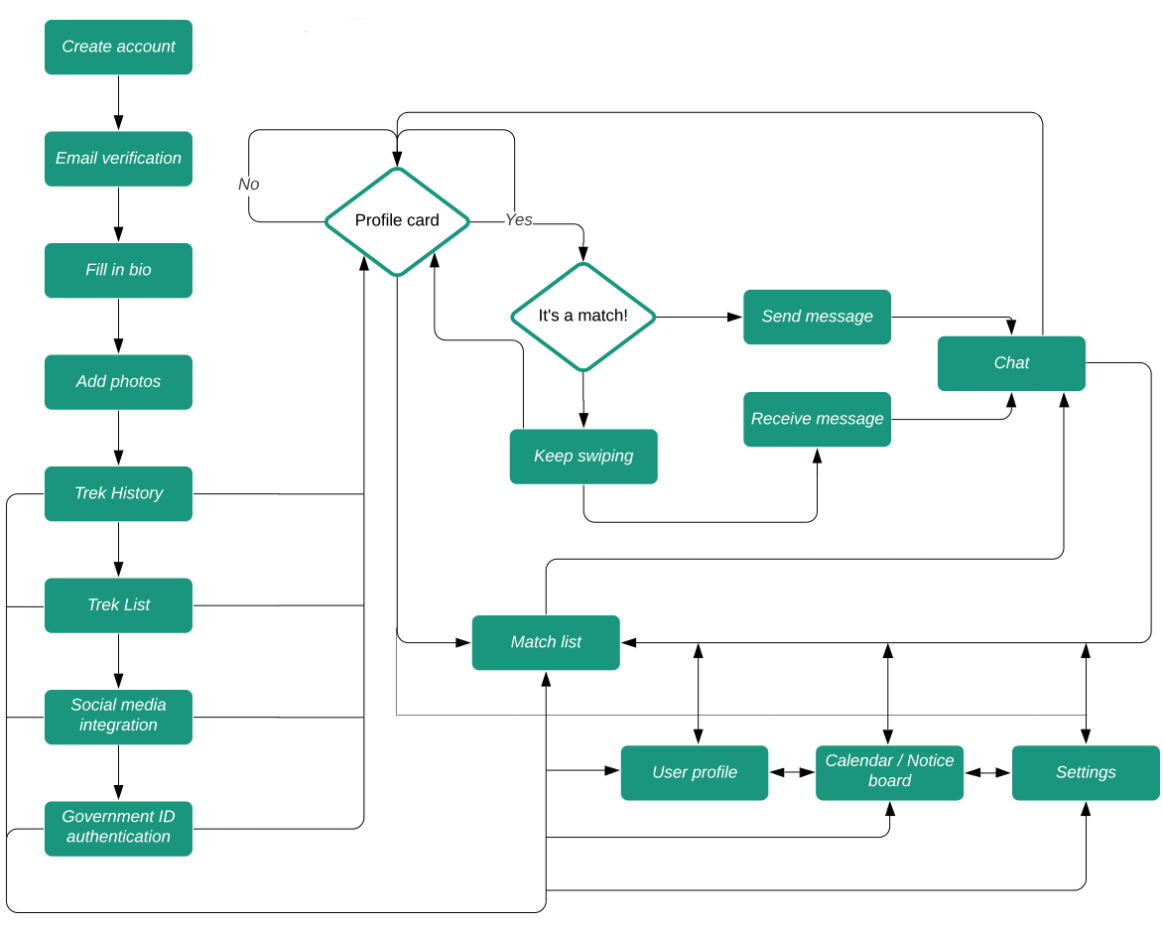 Create account
Email verification
Fill in bio
Add photos
Trek History
Trek List
Social media
integration
Government ID
authentication
No
Profile card
Yes
It's a match!
Send message
Chat
Receive message
Keep swiping
Match list
User profile
Calendar / Notice
board
Settings